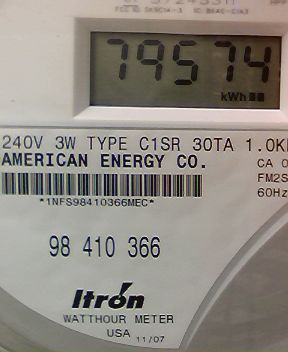 79574
kWh
240V 3W TYPE C1SR 30TA 1.0K
AMERICAN ENERGY CO.
CA 0
FM2S
60Hz
*1NFS98410366MEC*
98 410 366
Itron
WATTHOUR METER
USA 11/07